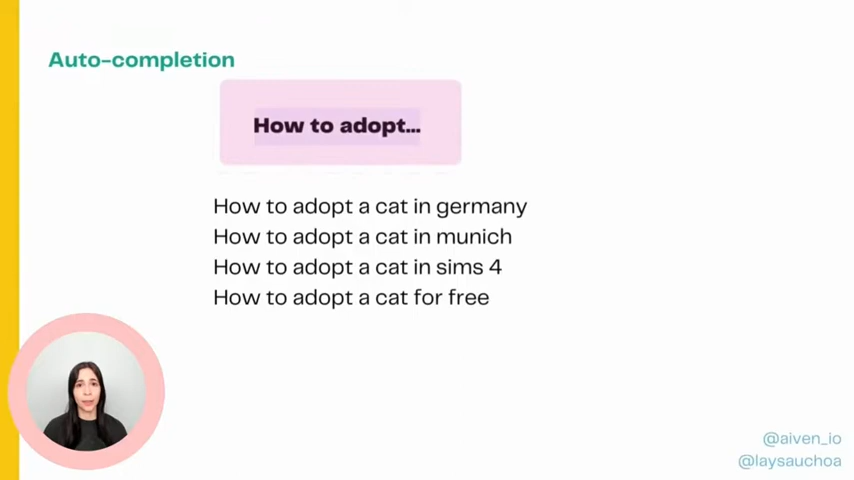 Auto-completion
How to adopt...
How to adopt a cat in germany
How to adopt a cat in munich
How to adopt a cat in sims 4
How to adopt a cat for free
@aiven_io
@laysauchoa